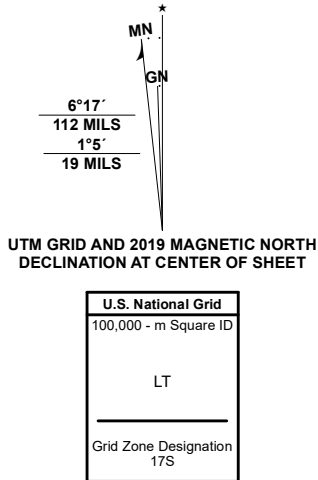 ★
MN
GN
6°17´
112 MILS
1°5´
19 MILS
UTM GRID AND 2019 MAGNETIC NORTH
DECLINATION AT CENTER OF SHEET
U.S. National Grid
100,000 - m Square ID
LT
Grid Zone Designation
17S